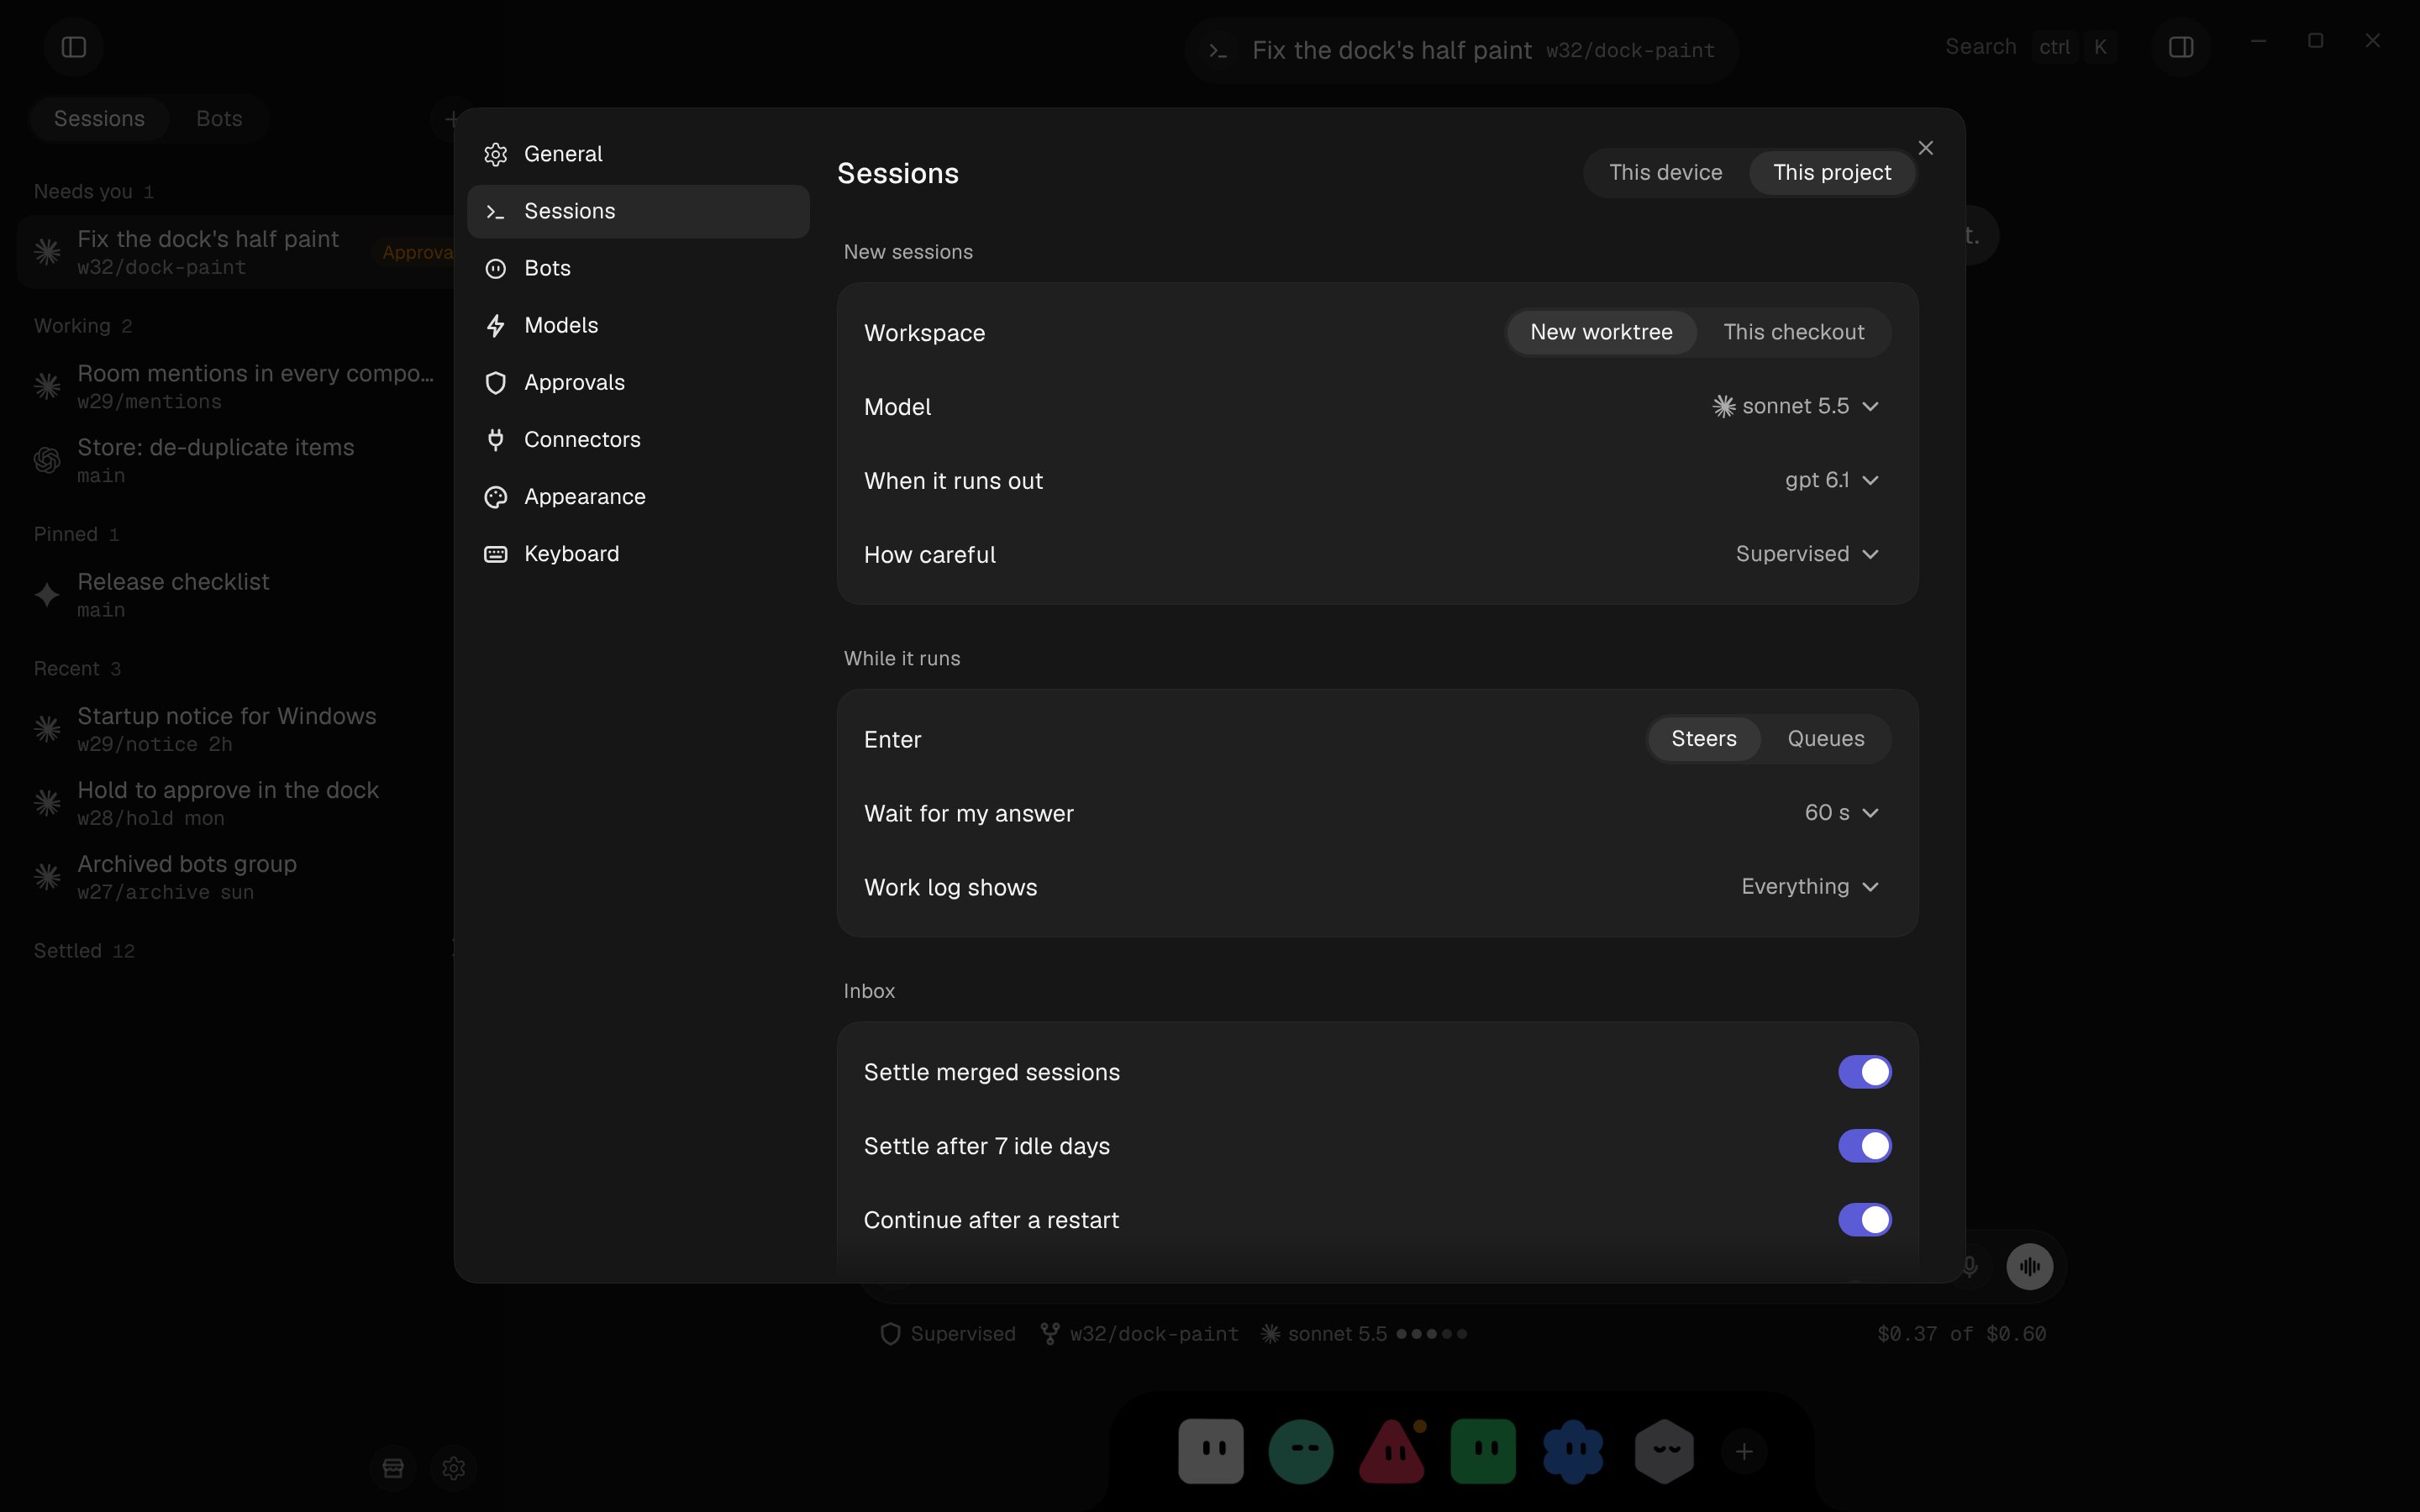 Fix the dock's half paint w32/dock-paint
Search ctrl K
Sessions Bots
Needs you 1
Fix the dock's half paint
w32/dock-paint
Working 2
Room mentions in every compo...
w29/mentions
Store: de-duplicate items
main
Pinned 1
Release checklist
main
Recent 3
Startup notice for Windows
w29/notice 2h
Hold to approve in the dock
w28/hold mon
Archived bots group
w27/archive sun
Settled 12
General
Sessions
Bots
Models
Approvals
Connectors
Appearance
Keyboard
Sessions
This device This project
New sessions
Workspace New worktree This checkout
Model sonnet 5.5
When it runs out gpt 6.1
How careful Supervised
While it runs
Enter Steers Queues
Wait for my answer 60 s
Work log shows Everything
Inbox
Settle merged sessions
Settle after 7 idle days
Continue after a restart
Supervised w32/dock-paint sonnet 5.5 $0.37 of $0.60